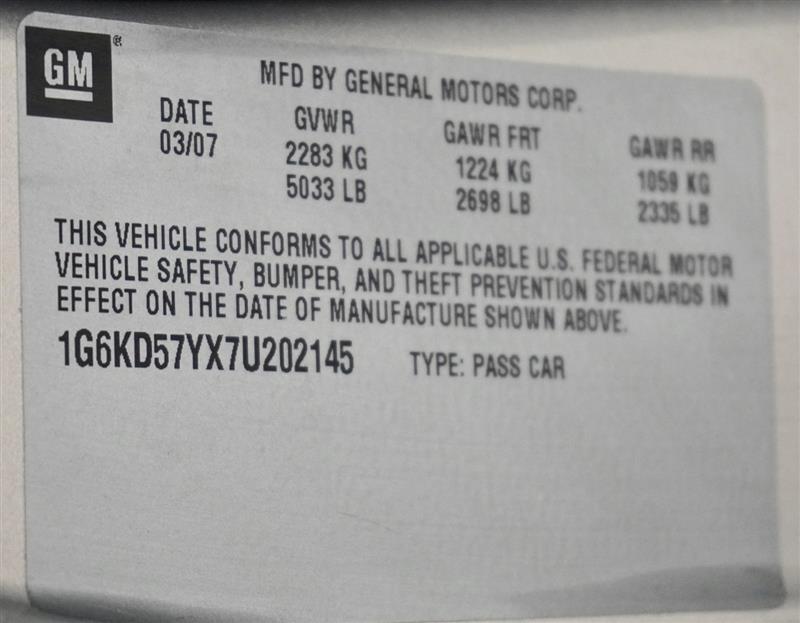 GM ®
MFD BY GENERAL MOTORS CORP.
DATE GVWR GAWR FRT GAWR RR
03/07 2283 KG 1224 KG 1059 KG
5033 LB 2698 LB 2335 LB
THIS VEHICLE CONFORMS TO ALL APPLICABLE U.S. FEDERAL MOTOR
VEHICLE SAFETY, BUMPER, AND THEFT PREVENTION STANDARDS IN
EFFECT ON THE DATE OF MANUFACTURE SHOWN ABOVE.
1G6KD57YX7U202145 TYPE: PASS CAR